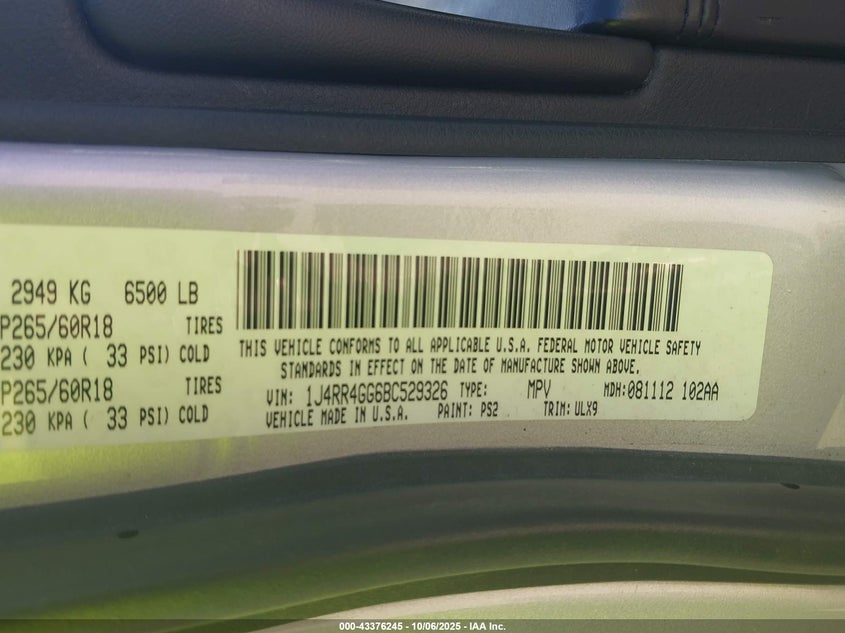 2949 KG 6500 LB
P265/60R18 TIRES
230 KPA ( 33 PSI) COLD
P265/60R18 TIRES
230 KPA ( 33 PSI) COLD
THIS VEHICLE CONFORMS TO ALL APPLICABLE U.S.A. FEDERAL MOTOR VEHICLE SAFETY
STANDARDS IN EFFECT ON THE DATE OF MANUFACTURE SHOWN ABOVE.
VIN: 1J4RR4GG6BC529326 TYPE: MPV MDH:081112 102AA
VEHICLE MADE IN U.S.A. PAINT: PS2 TRIM: ULX9
000-43376245 - 10/06/2025 - IAA Inc.